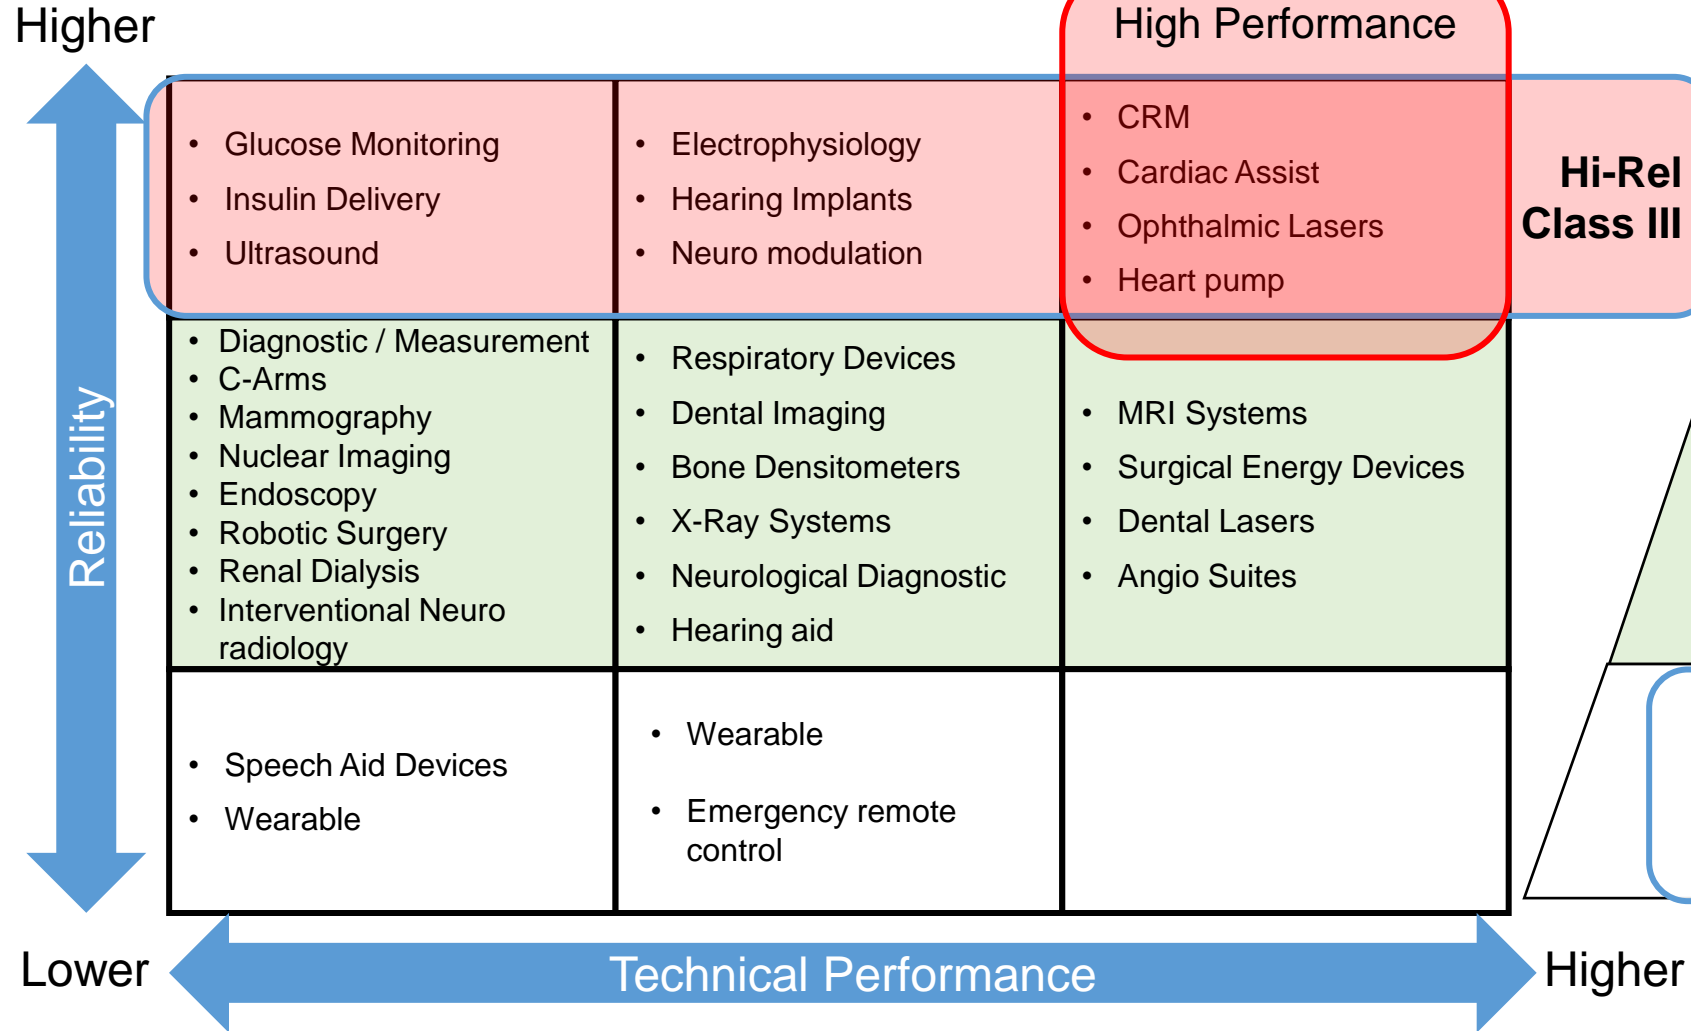 Higher
High Performance
Glucose Monitoring
Insulin Delivery
Ultrasound
Electrophysiology
Hearing Implants
Neuro modulation
CRM
Cardiac Assist
Ophthalmic Lasers
Heart pump
Hi-Rel
Class III
Reliability
Diagnostic / Measurement
C-Arms
Mammography
Nuclear Imaging
Endoscopy
Robotic Surgery
Renal Dialysis
Interventional Neuro
radiology
Respiratory Devices
Dental Imaging
Bone Densitometers
X-Ray Systems
Neurological Diagnostic
Hearing aid
MRI Systems
Surgical Energy Devices
Dental Lasers
Angio Suites
Speech Aid Devices
Wearable
Wearable
Emergency remote
control
Lower
Technical Performance
Higher